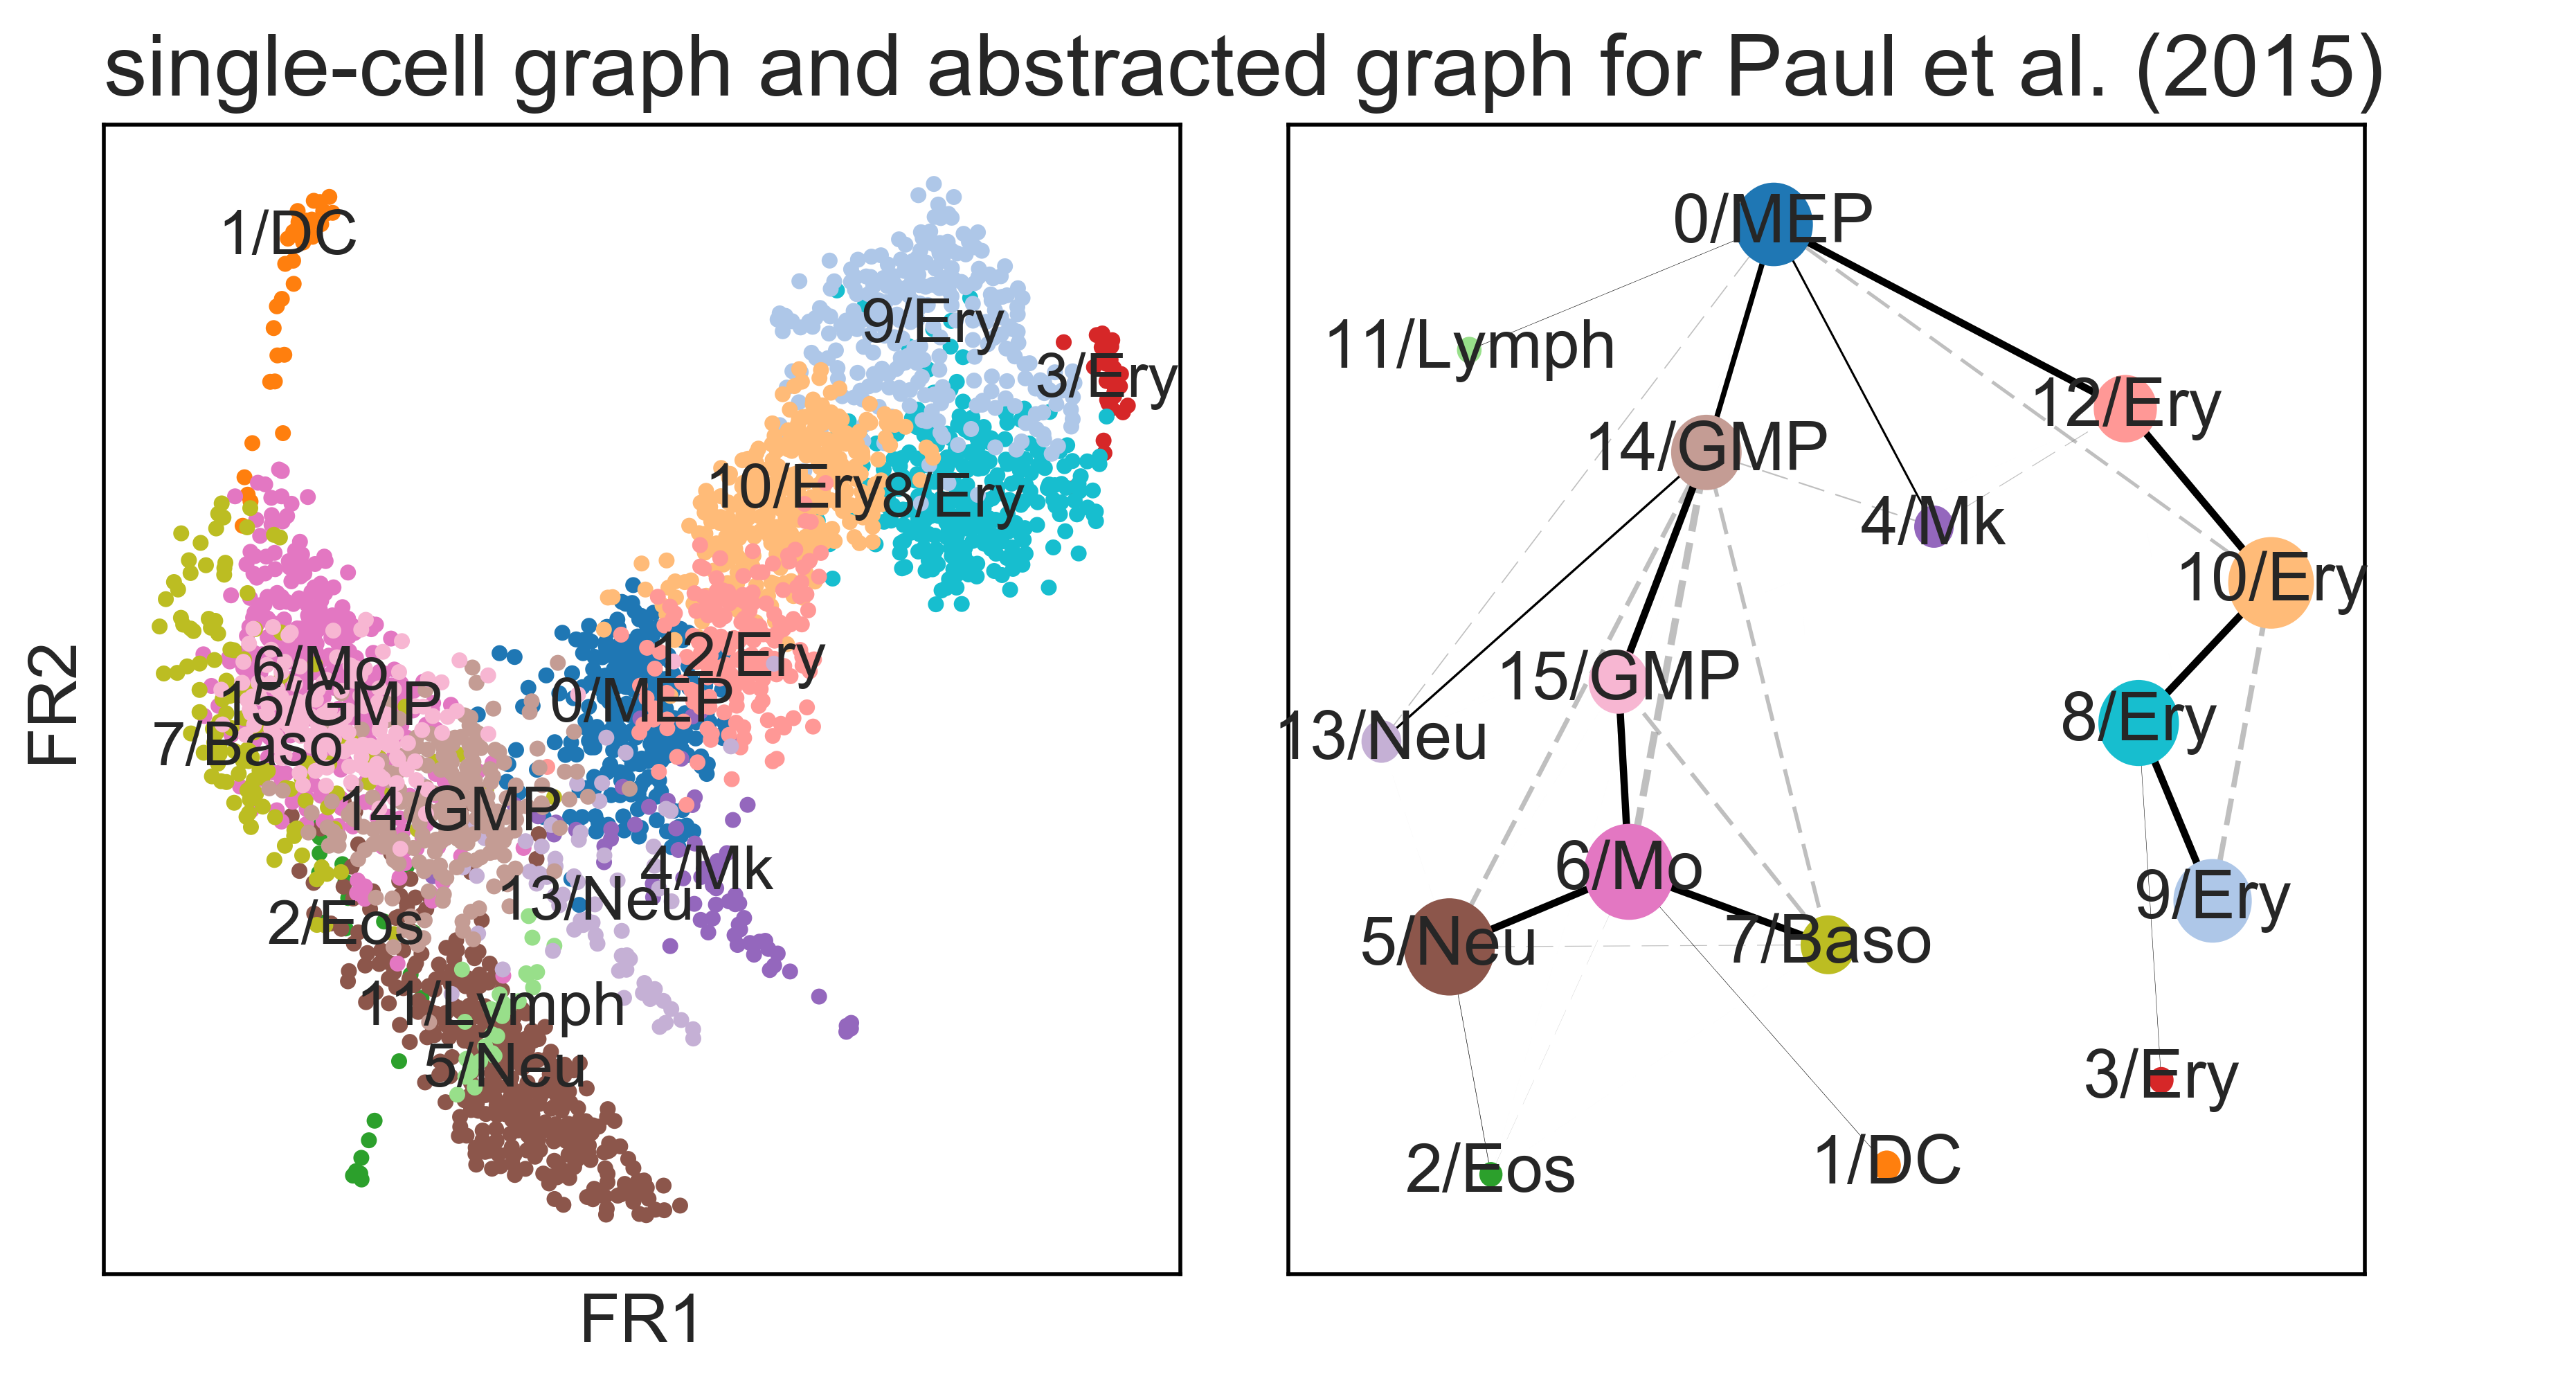 single-cell graph and abstracted graph for Paul et al. (2015)
1/DC
9/Ery
3/Ery
10/Ery
8/Ery
12/Ery
6/Mo
0/MEP
15/GMP
7/Baso
14/GMP
4/Mk
13/Neu
2/Eos
11/Lymph
5/Neu
FR2
FR1
0/MEP
11/Lymph
12/Ery
14/GMP
4/Mk
10/Ery
15/GMP
8/Ery
13/Neu
6/Mo
9/Ery
5/Neu
7/Baso
3/Ery
2/Eos
1/DC